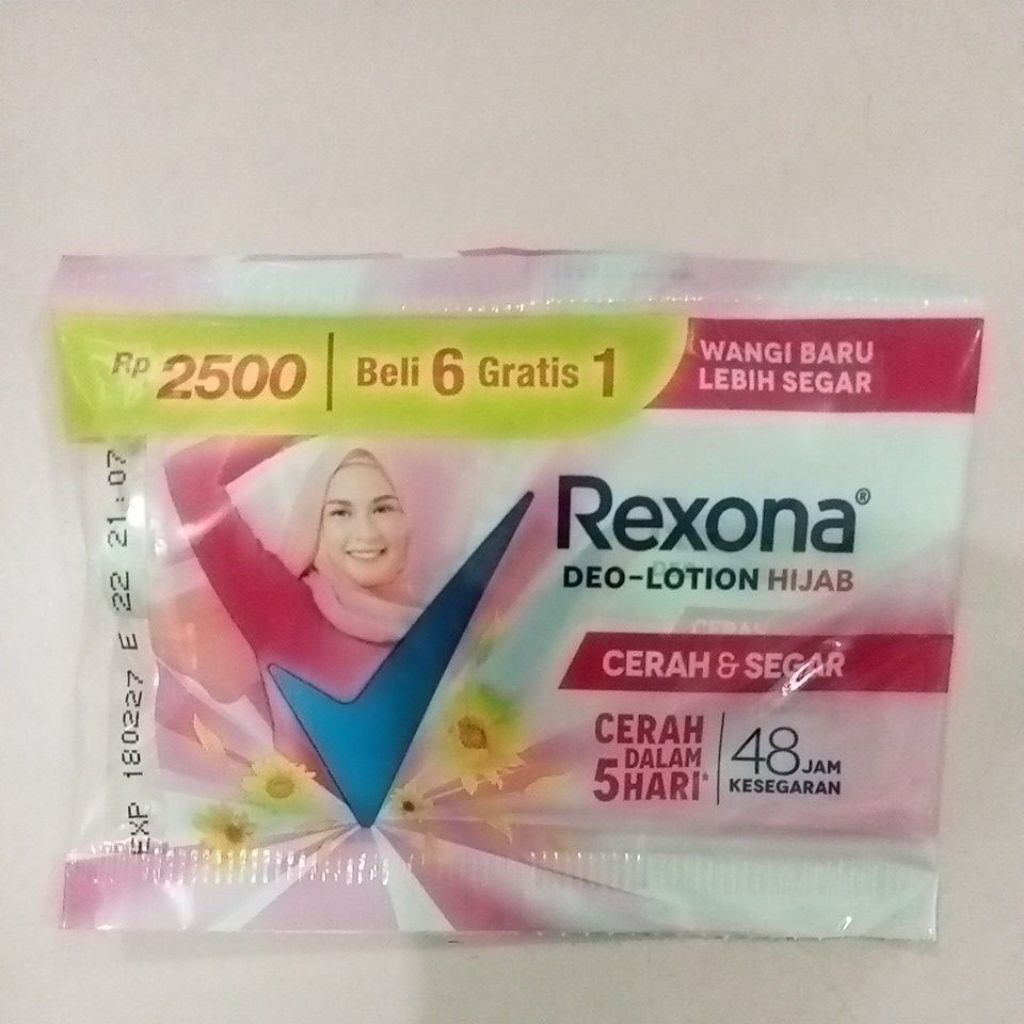 Rp 2500 | Beli 6 Gratis 1
WANGI BARU
LEBIH SEGAR
Rexona®
DEO-LOTION HIJAB
CERAH & SEGAR
CERAH
DALAM
5 HARI*
48 JAM
KESEGARAN
EXP 180227 E 22 21:07